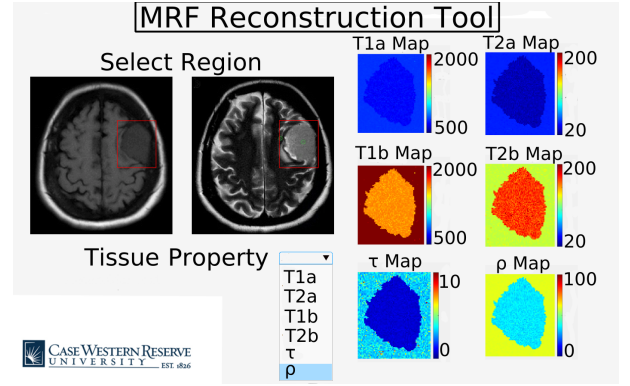 MRF Reconstruction Tool
Select Region
T1a Map
T2a Map
2000
500
200
20
T1b Map
T2b Map
2000
500
200
20
Tissue Property
T1a
T2a
T1b
T2b
τ
ρ
τ Map
ρ Map
10
0
100
0
CASE WESTERN RESERVE
UNIVERSITY EST. 1826